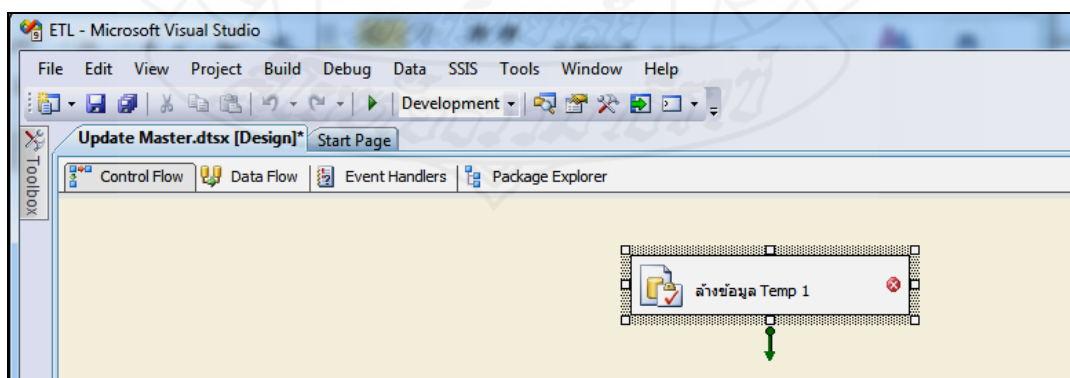 ETL - Microsoft Visual Studio
File Edit View Project Build Debug Data SSIS Tools Window Help
Development
Update Master.dtsx [Design]* Start Page
Toolbox
Control Flow Data Flow Event Handlers Package Explorer
ล้างข้อมูล Temp 1